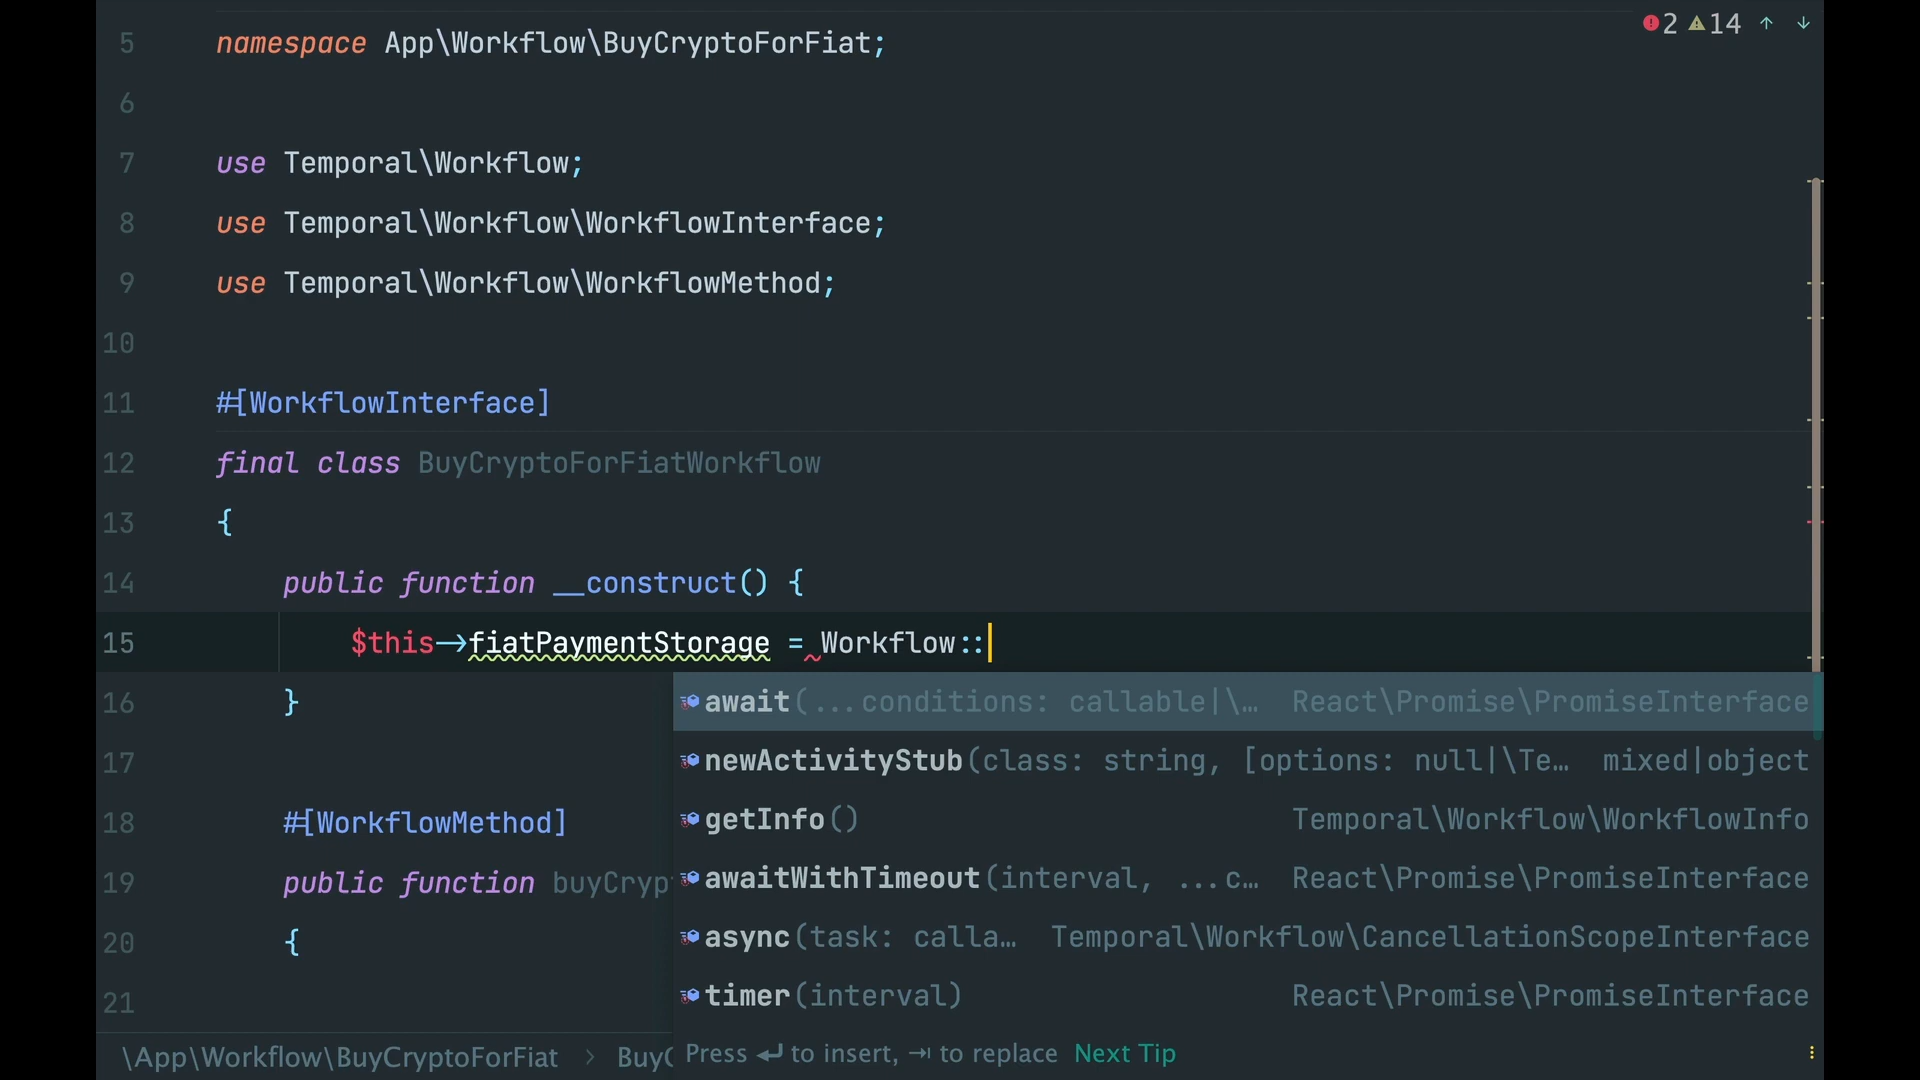 2 14
5 namespace App\Workflow\BuyCryptoForFiat;
6
7 use Temporal\Workflow;
8 use Temporal\Workflow\WorkflowInterface;
9 use Temporal\Workflow\WorkflowMethod;
10
11 #[WorkflowInterface]
12 final class BuyCryptoForFiatWorkflow
13 {
14 public function __construct() {
15 $this->fiatPaymentStorage = Workflow::
16 }
await(...conditions: callable|\… React\Promise\PromiseInterface
17
newActivityStub(class: string, [options: null|\Te… mixed|object
18 #[WorkflowMethod]
getInfo() Temporal\Workflow\WorkflowInfo
19 public function buyCryp
awaitWithTimeout(interval, ...c… React\Promise\PromiseInterface
20 {
async(task: calla… Temporal\Workflow\CancellationScopeInterface
21
timer(interval) React\Promise\PromiseInterface
\App\Workflow\BuyCryptoForFiat > BuyC
Press ↵ to insert, ⇥ to replace Next Tip